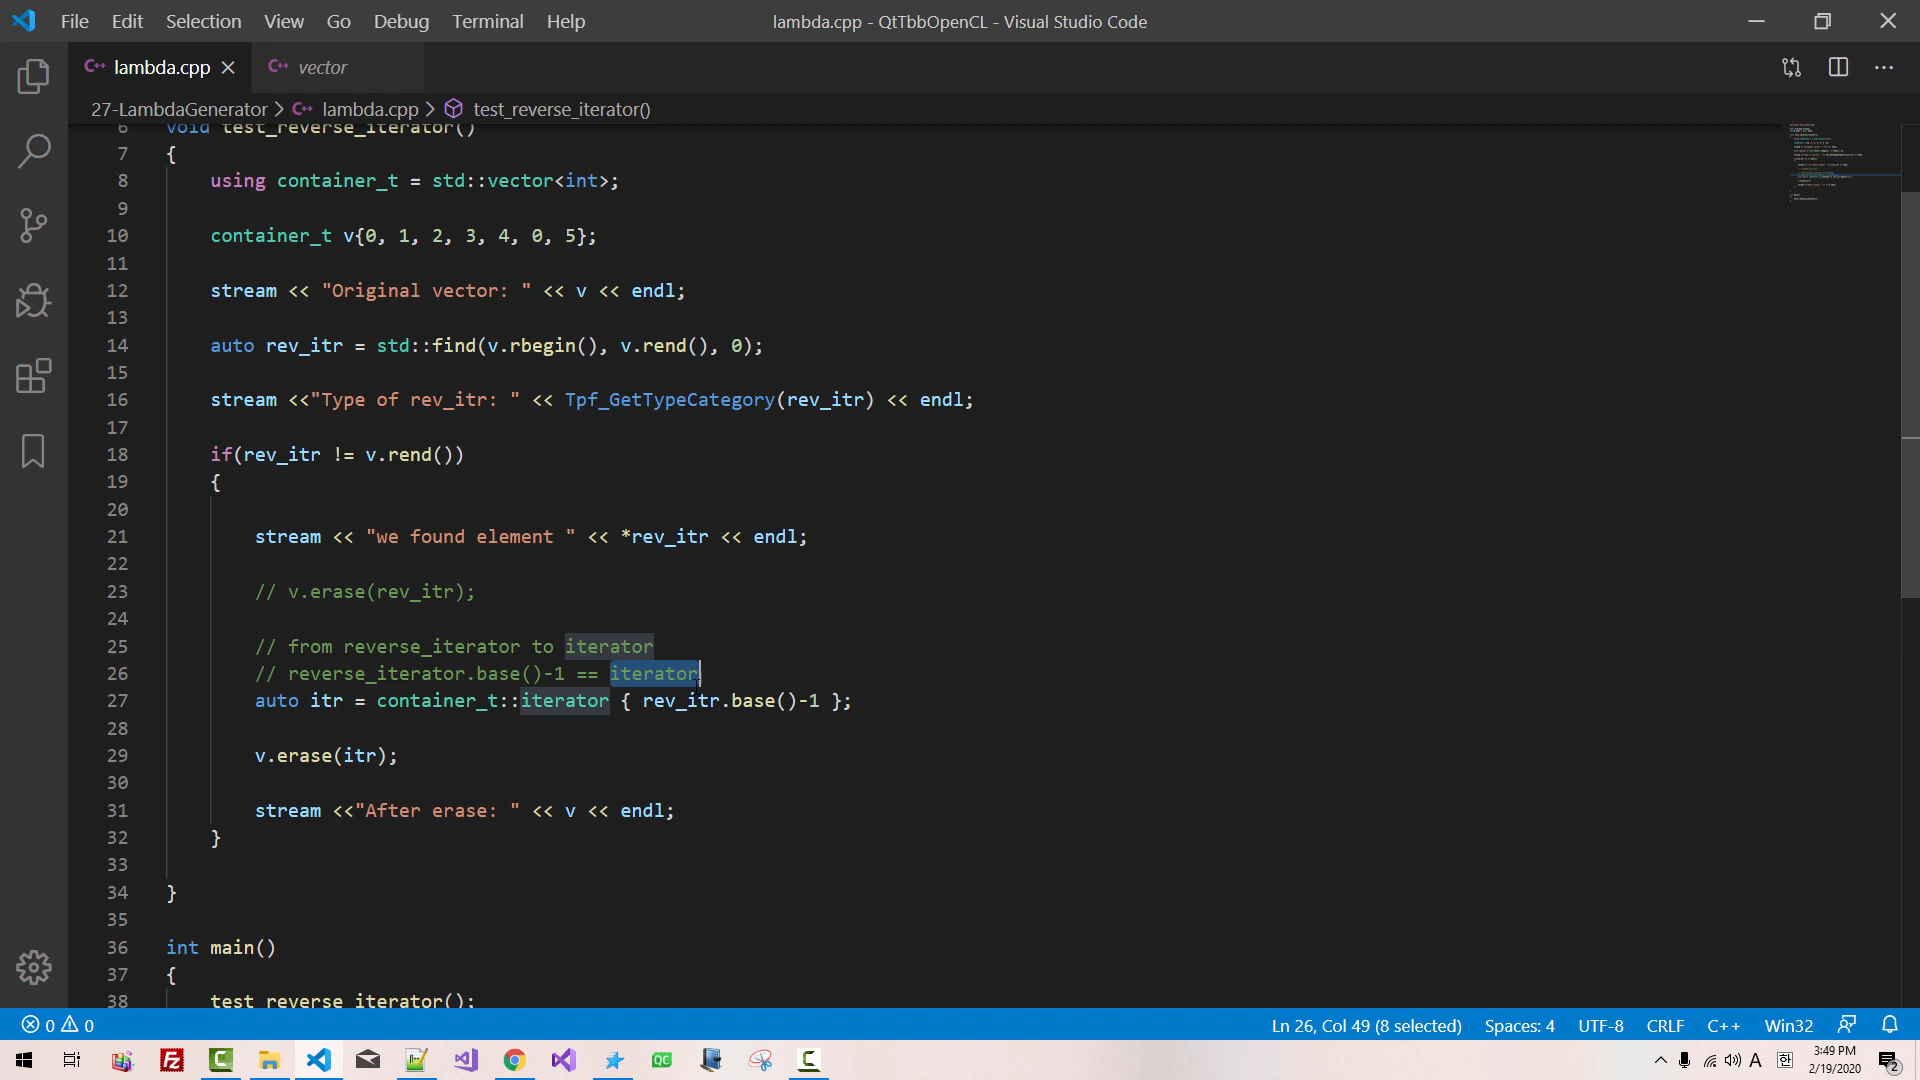 File Edit Selection View Go Debug Terminal Help
lambda.cpp - QtTbbOpenCL - Visual Studio Code
C++ lambda.cpp
C++ vector
27-LambdaGenerator > C++ lambda.cpp > test_reverse_iterator()
6 void test_reverse_iterator()
7 {
8 using container_t = std::vector<int>;
9
10 container_t v{0, 1, 2, 3, 4, 0, 5};
11
12 stream << "Original vector: " << v << endl;
13
14 auto rev_itr = std::find(v.rbegin(), v.rend(), 0);
15
16 stream <<"Type of rev_itr: " << Tpf_GetTypeCategory(rev_itr) << endl;
17
18 if(rev_itr != v.rend())
19 {
20
21 stream << "we found element " << *rev_itr << endl;
22
23 // v.erase(rev_itr);
24
25 // from reverse_iterator to iterator
26 // reverse_iterator.base()-1 == iterator
27 auto itr = container_t::iterator { rev_itr.base()-1 };
28
29 v.erase(itr);
30
31 stream <<"After erase: " << v << endl;
32 }
33
34 }
35
36 int main()
37 {
38 test_reverse_iterator();
0 0
Ln 26, Col 49 (8 selected) Spaces: 4 UTF-8 CRLF C++ Win32
A 한
3:49 PM
2/19/2020
2